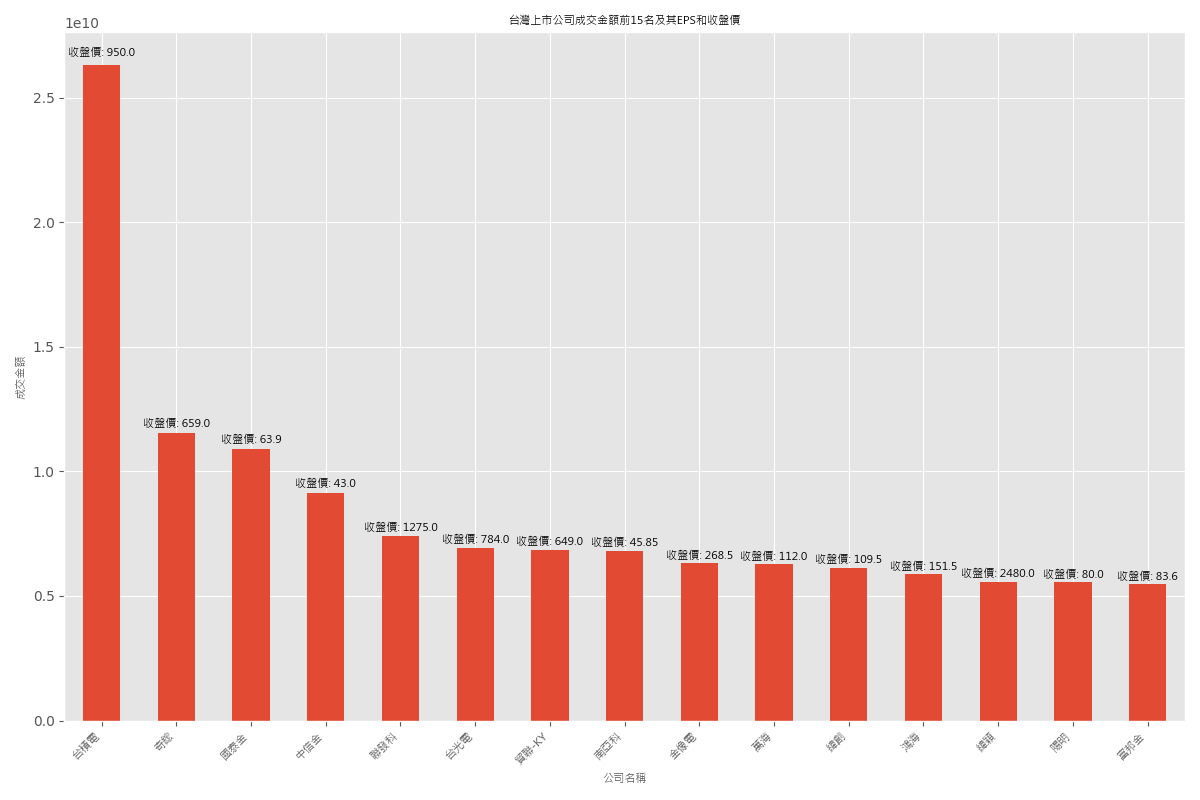 台灣上市公司成交金額前15名及其EPS和收盤價
1e10
收盤價: 950.0
2.5
2.0
1.5
成交金額
收盤價: 659.0
收盤價: 63.9
1.0
收盤價: 43.0
收盤價: 1275.0
收盤價: 784.0
收盤價: 649.0
收盤價: 45.85
收盤價: 268.5
收盤價: 112.0
收盤價: 109.5
收盤價: 151.5
收盤價: 2480.0
收盤價: 80.0
收盤價: 83.6
0.5
0.0
台積電
奇鋐
國泰金
中信金
聯發科
台光電
貿聯-KY
南亞科
金像電
萬海
緯創
鴻海
緯穎
陽明
富邦金
公司名稱